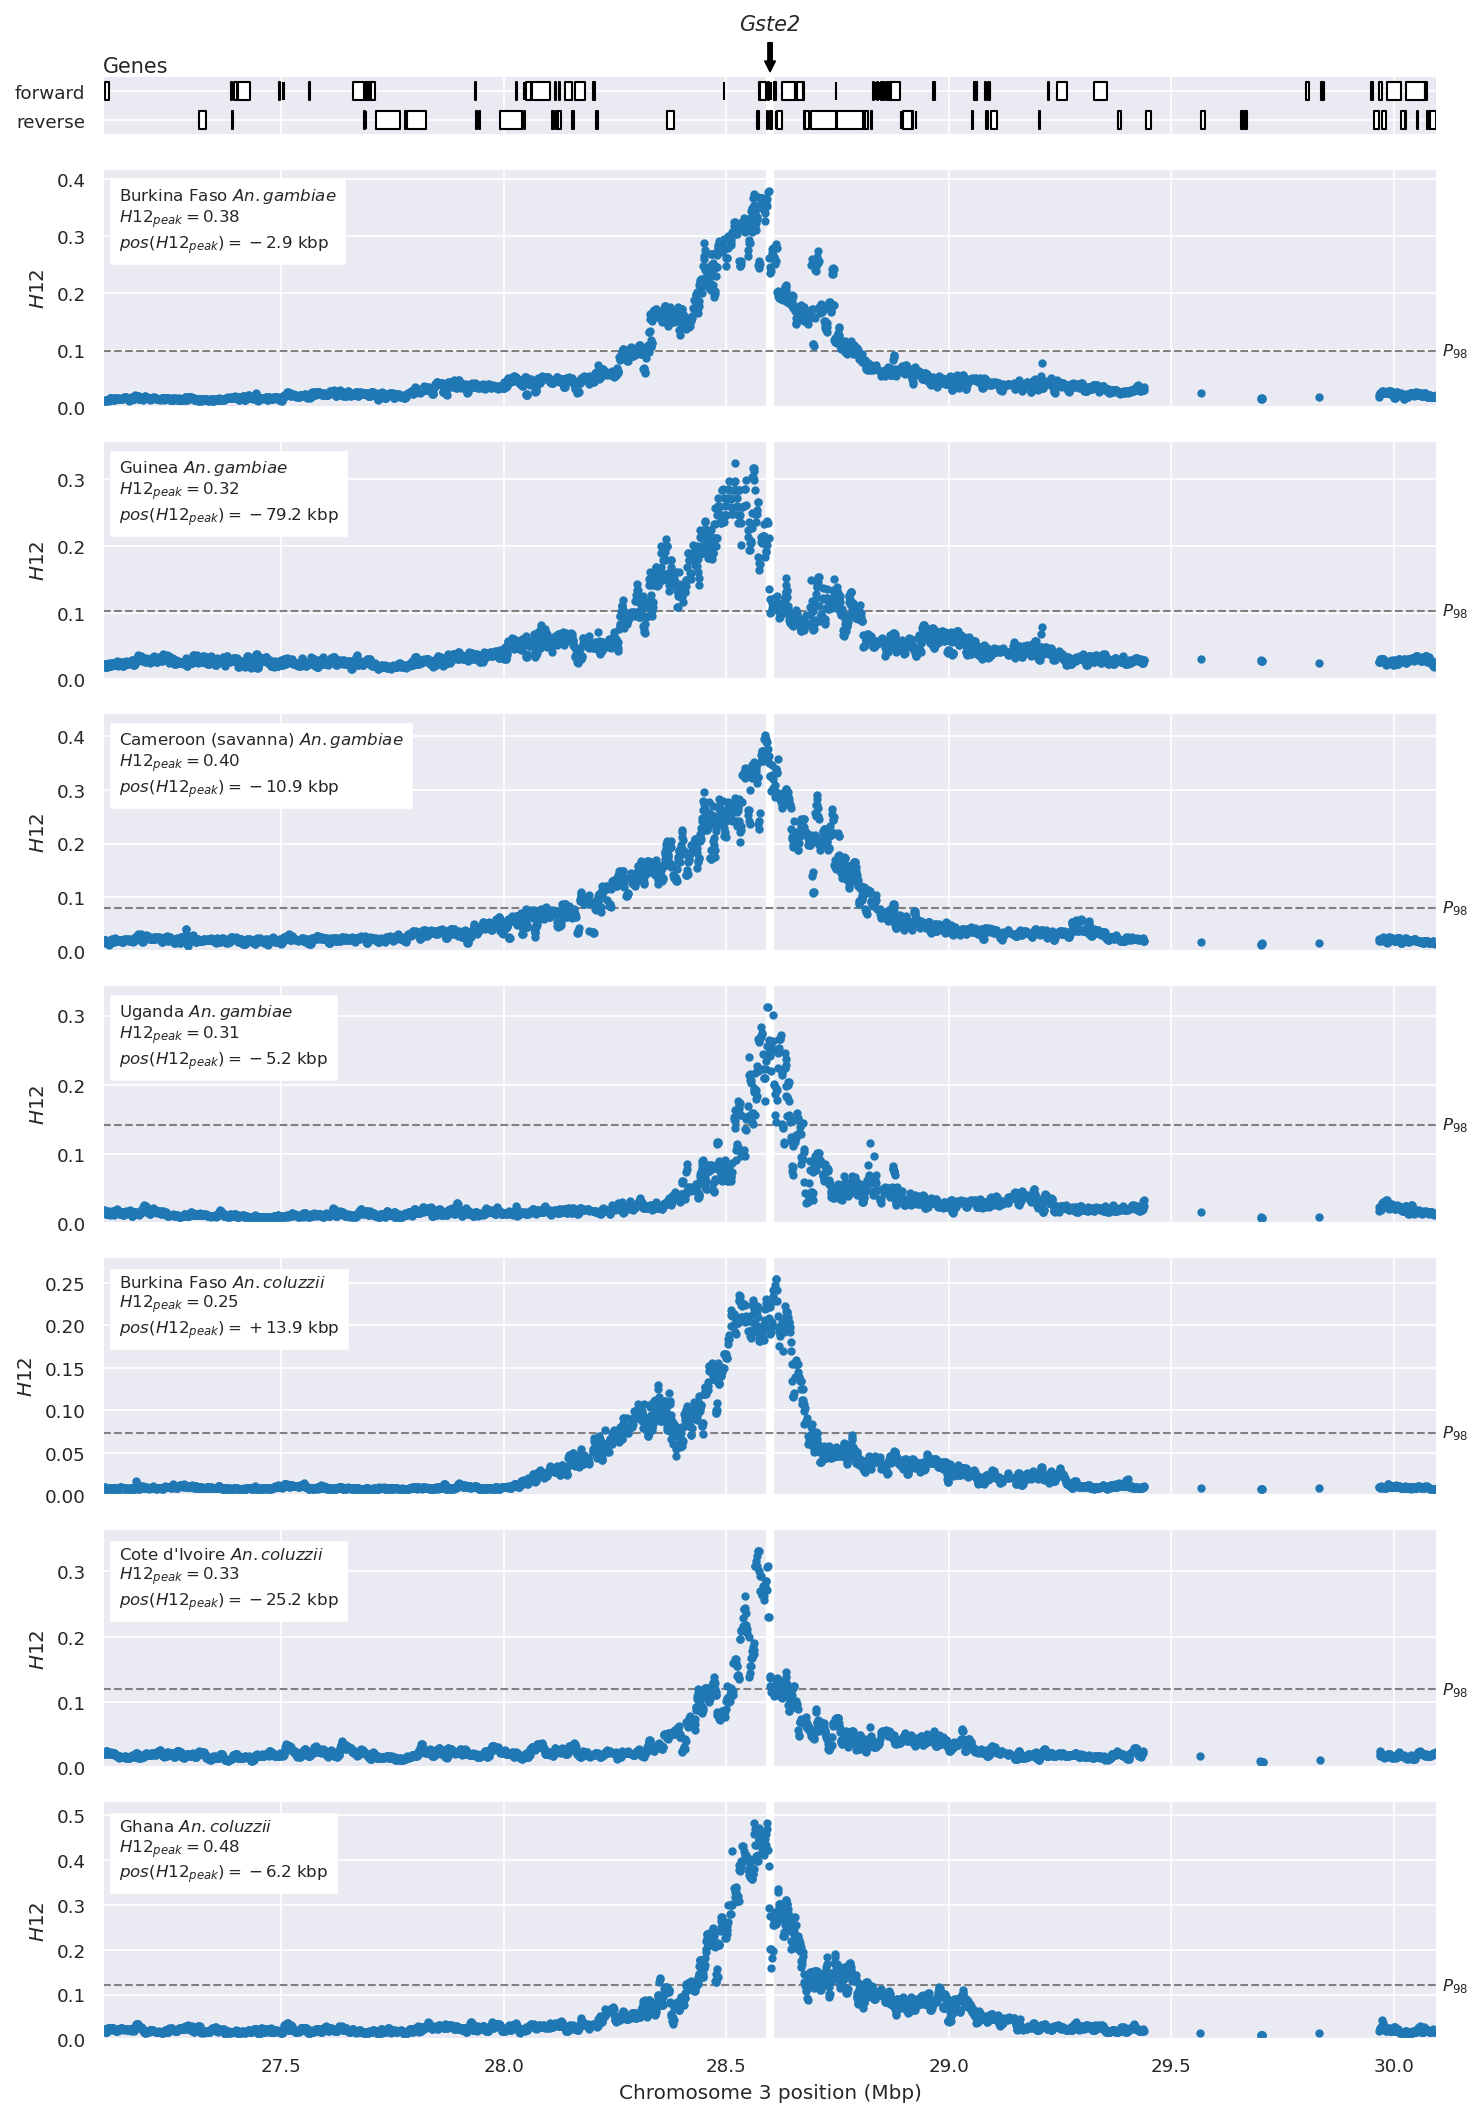 Gste2
Genes
forward
reverse
0.4
0.3
0.2
0.1
0.0
H12
Burkina Faso An. gambiae
H12peak = 0.38
pos(H12peak) = −2.9 kbp
P98
0.3
0.2
0.1
0.0
H12
Guinea An. gambiae
H12peak = 0.32
pos(H12peak) = −79.2 kbp
P98
0.4
0.3
0.2
0.1
0.0
H12
Cameroon (savanna) An. gambiae
H12peak = 0.40
pos(H12peak) = −10.9 kbp
P98
0.3
0.2
0.1
0.0
H12
Uganda An. gambiae
H12peak = 0.31
pos(H12peak) = −5.2 kbp
P98
0.25
0.20
0.15
0.10
0.05
0.00
H12
Burkina Faso An. coluzzii
H12peak = 0.25
pos(H12peak) = +13.9 kbp
P98
0.3
0.2
0.1
0.0
H12
Cote d'Ivoire An. coluzzii
H12peak = 0.33
pos(H12peak) = −25.2 kbp
P98
0.5
0.4
0.3
0.2
0.1
0.0
H12
Ghana An. coluzzii
H12peak = 0.48
pos(H12peak) = −6.2 kbp
P98
27.5 28.0 28.5 29.0 29.5 30.0
Chromosome 3 position (Mbp)